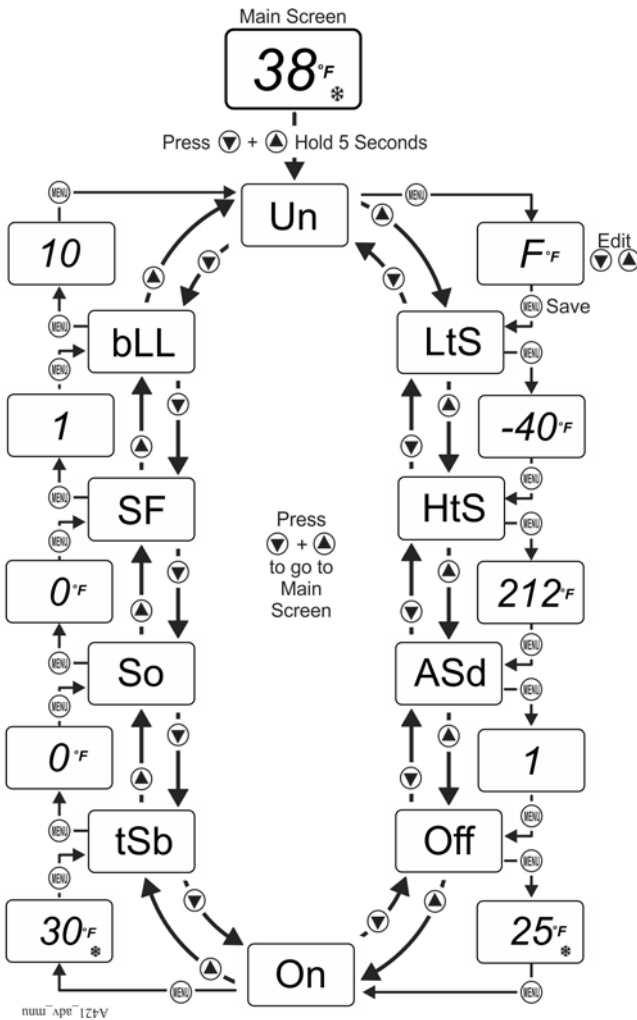 Main Screen
38°F
Press + Hold 5 Seconds
Un
MENU
MENU
10
F°F
Edit
MENU
MENU Save
bLL
LtS
MENU
MENU
1
-40°F
MENU
MENU
SF
HtS
MENU
Press
+
to go to
Main
Screen
MENU
0°F
212°F
MENU
MENU
So
ASd
MENU
MENU
0°F
1
MENU
MENU
tSb
Off
MENU
MENU
30°F
25°F
On
MENU
MENU
A421_adv_mnu